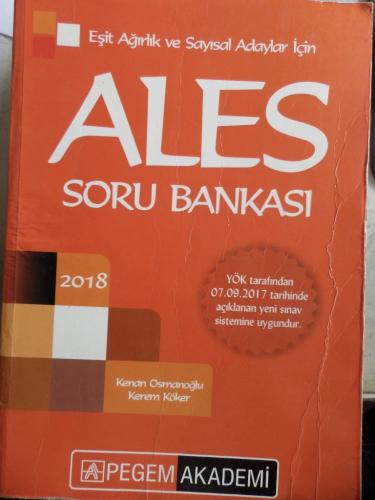 Eşit Ağırlık ve Sayısal Adaylar İçin
ALES
SORU BANKASI
2018
YÖK tarafından
07.09.2017 tarihinde
açıklanan yeni sınav
sistemine uygundur.
Kenan Osmanoğlu
Kerem Köker
PEGEM AKADEMİ